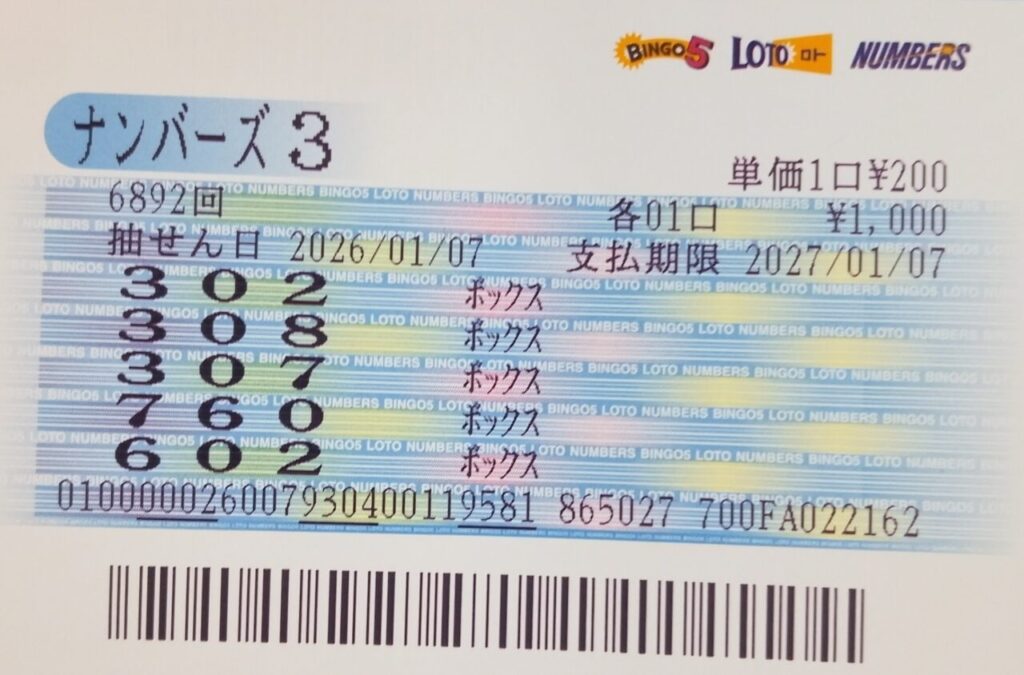 BINGO5 LOTO ロト NUMBERS
ナンバーズ3
単価1口¥200
6892回 各01口 ¥1,000
抽せん日 2026/01/07 支払期限 2027/01/07
302 ボックス
308 ボックス
307 ボックス
760 ボックス
602 ボックス
010000026007930400119581 865027 700FA022162